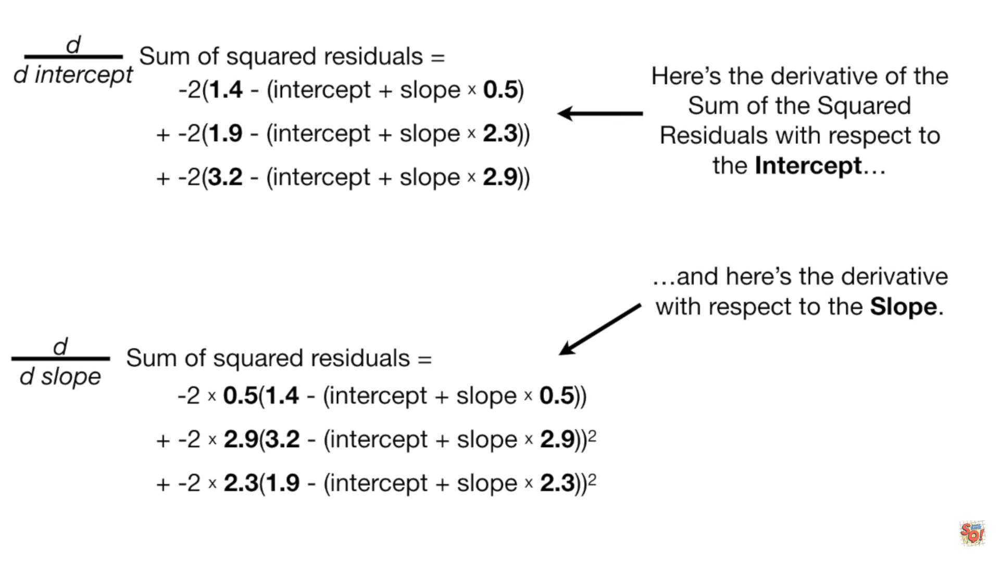 d
d intercept
Sum of squared residuals =
-2(1.4 - (intercept + slope × 0.5)
+ -2(1.9 - (intercept + slope × 2.3))
+ -2(3.2 - (intercept + slope × 2.9))
Here’s the derivative of the
Sum of the Squared
Residuals with respect to
the Intercept…
…and here’s the derivative
with respect to the Slope.
d
d slope
Sum of squared residuals =
-2 × 0.5(1.4 - (intercept + slope × 0.5))
+ -2 × 2.9(3.2 - (intercept + slope × 2.9))²
+ -2 × 2.3(1.9 - (intercept + slope × 2.3))²
SQ!